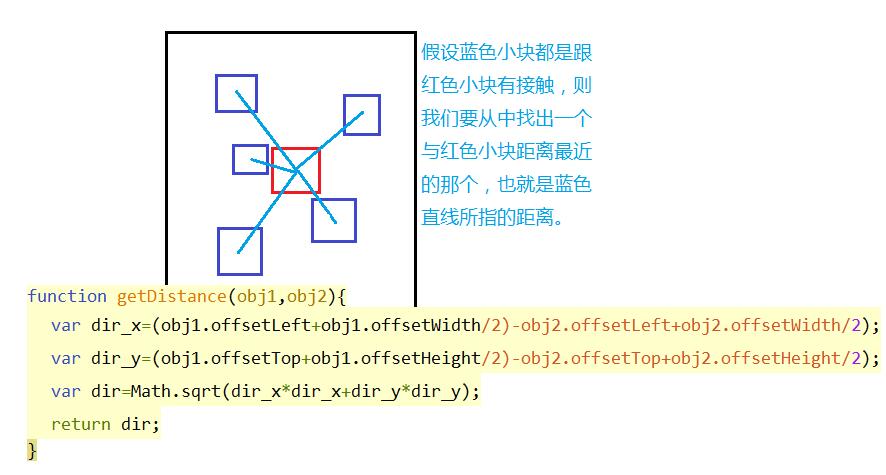 假设蓝色小块都是跟
红色小块有接触，则
我们要从中找出一个
与红色小块距离最近
的那个，也就是蓝色
直线所指的距离。
function getDistance(obj1,obj2){
var dir_x=(obj1.offsetLeft+obj1.offsetWidth/2)-obj2.offsetLeft+obj2.offsetWidth/2);
var dir_y=(obj1.offsetTop+obj1.offsetHeight/2)-obj2.offsetTop+obj2.offsetHeight/2);
var dir=Math.sqrt(dir_x*dir_x+dir_y*dir_y);
return dir;
}